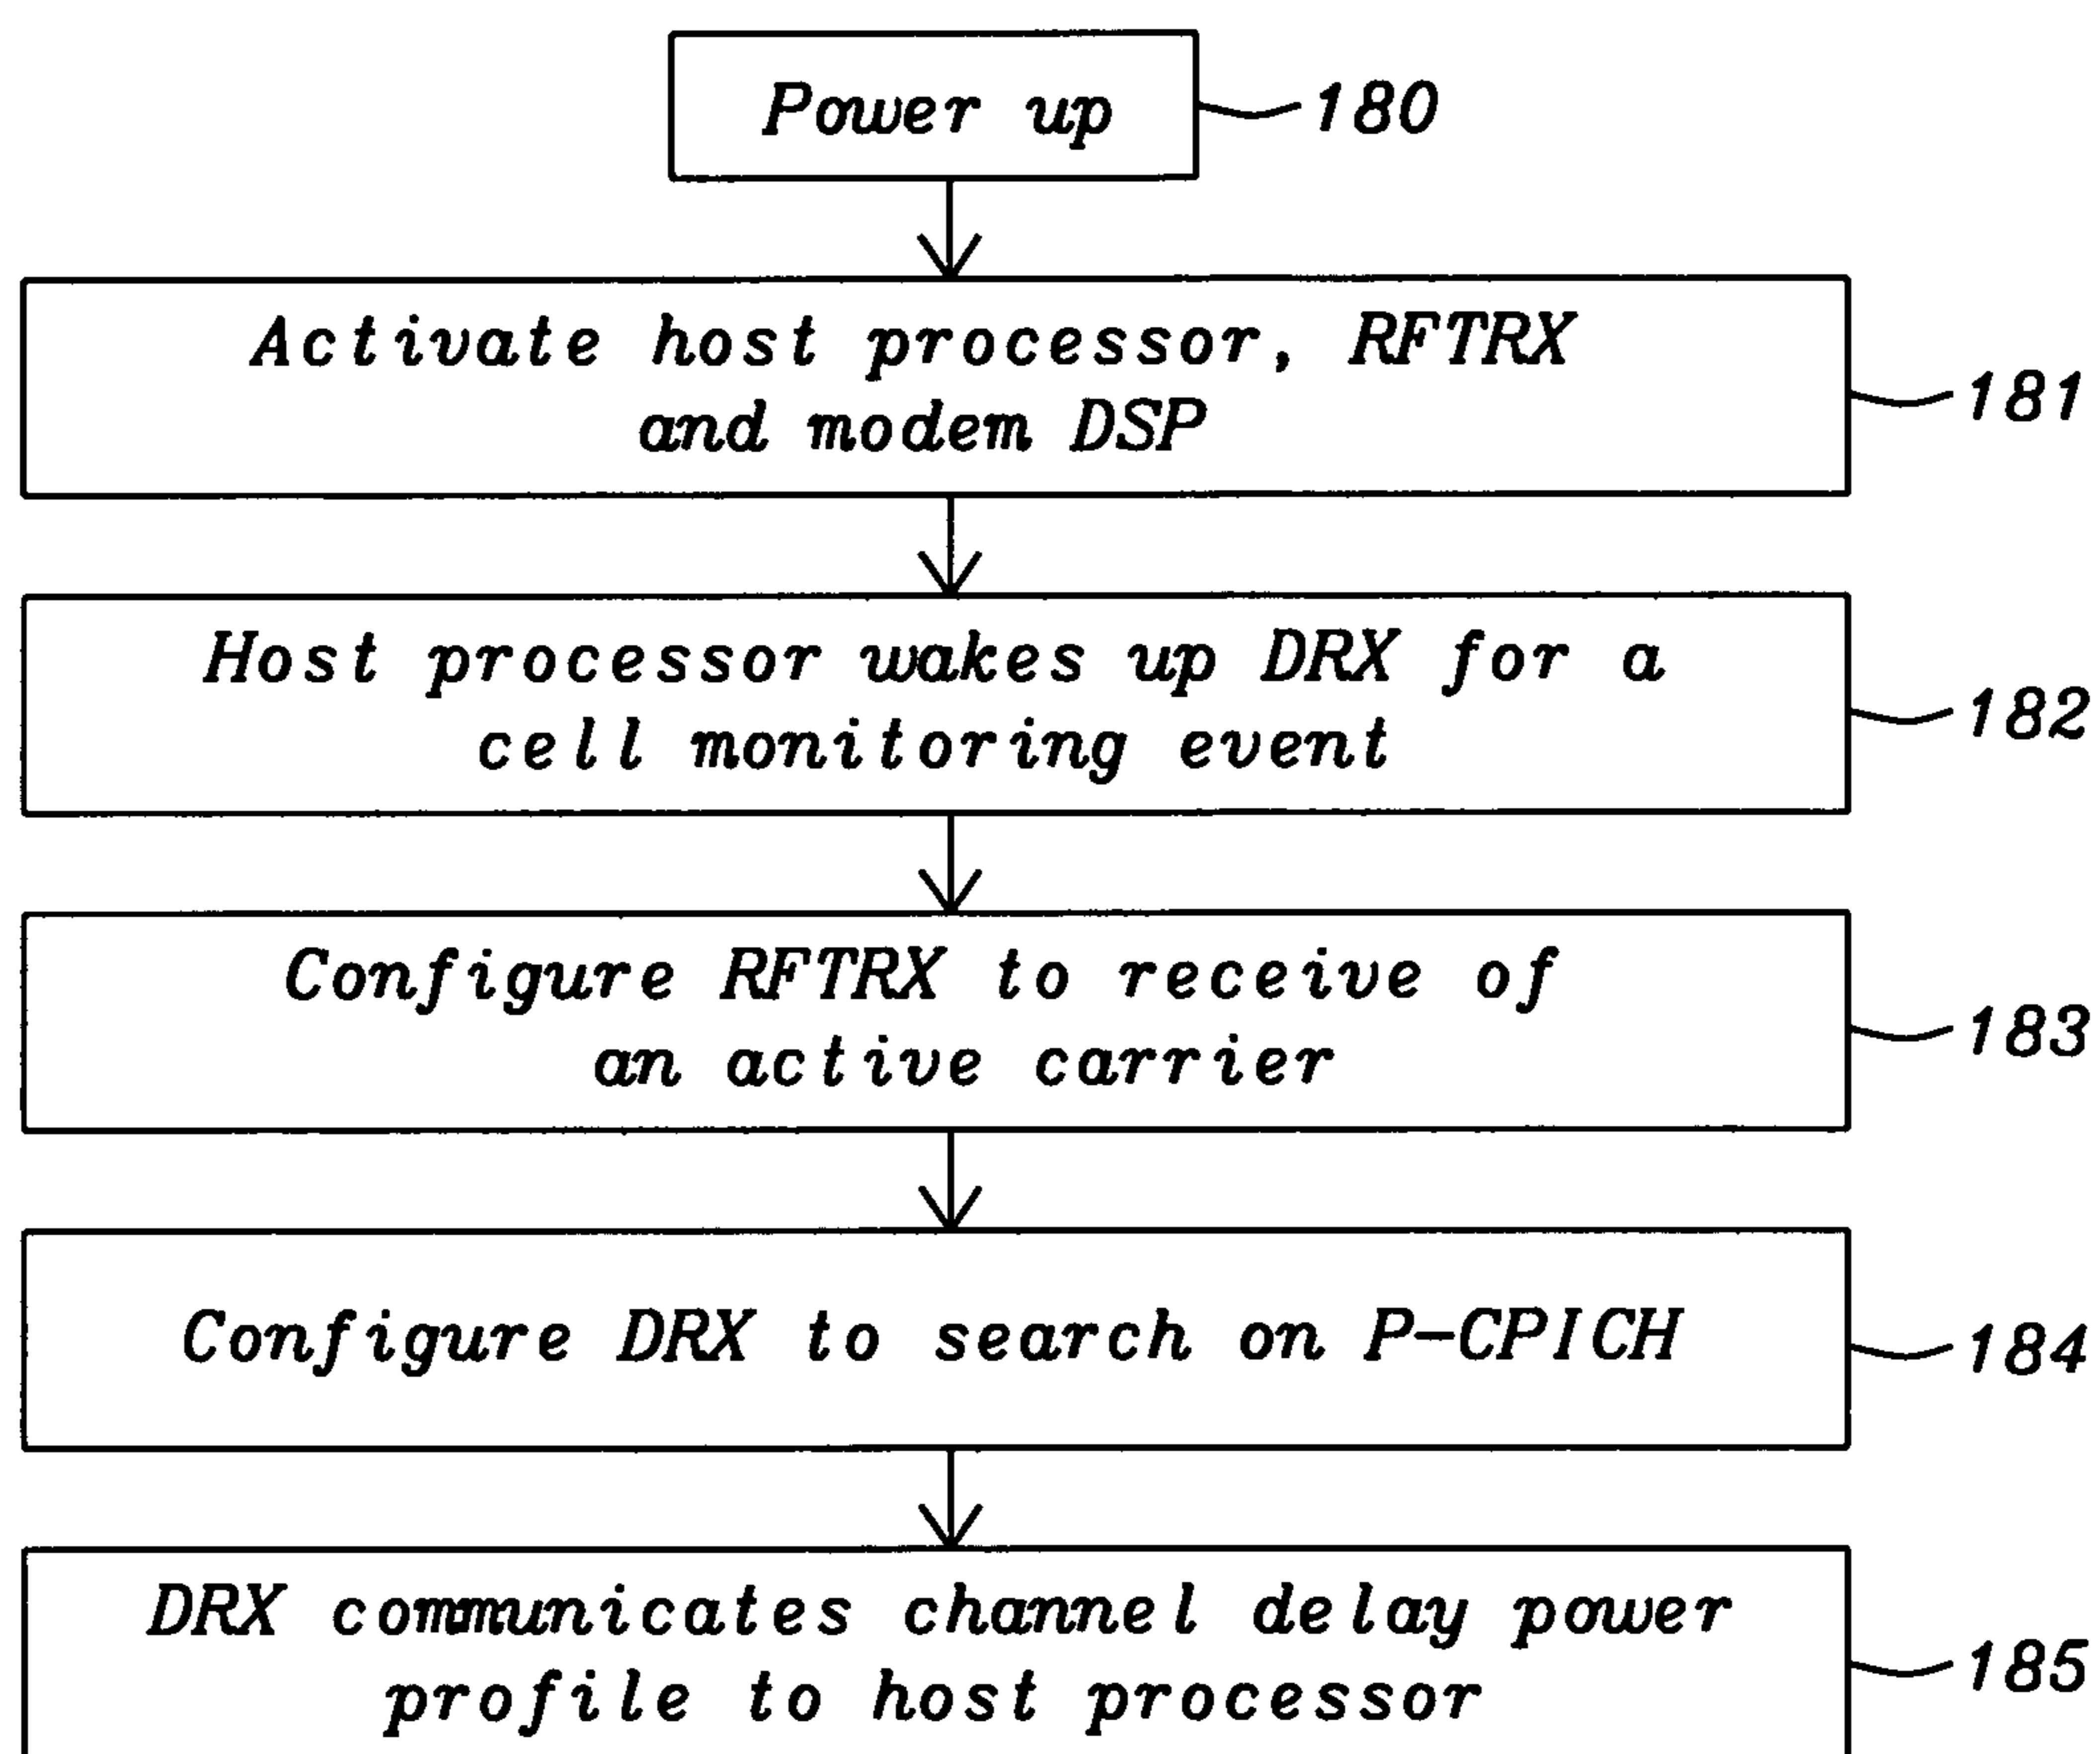 Power up
180
Activate host processor, RFTRX
and modem DSP
181
Host processor wakes up DRX for a
cell monitoring event
182
Configure RFTRX to receive of
an active carrier
183
Configure DRX to search on P-CPICH
184
DRX communicates channel delay power
profile to host processor
185